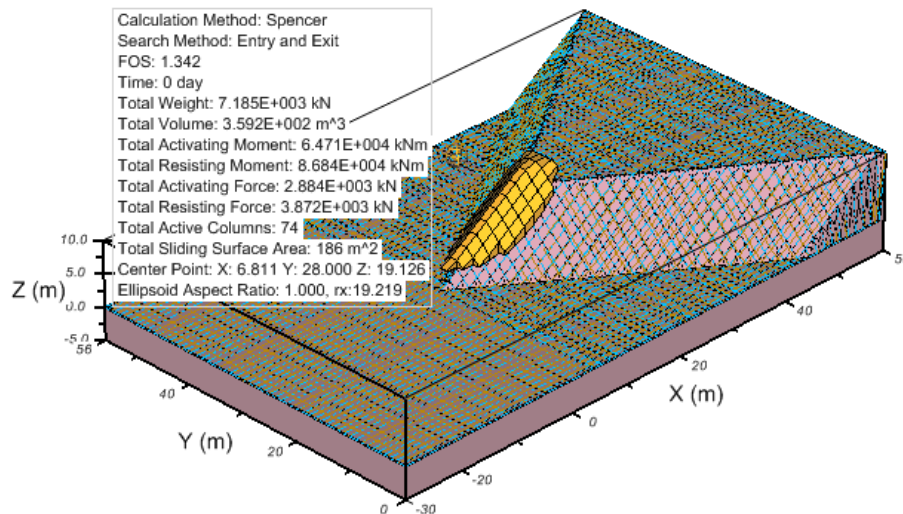 Calculation Method: Spencer
Search Method: Entry and Exit
FOS: 1.342
Time: 0 day
Total Weight: 7.185E+003 kN
Total Volume: 3.592E+002 m^3
Total Activating Moment: 6.471E+004 kNm
Total Resisting Moment: 8.684E+004 kNm
Total Activating Force: 2.884E+003 kN
Total Resisting Force: 3.872E+003 kN
Total Active Columns: 74
Total Sliding Surface Area: 186 m^2
Center Point: X: 6.811 Y: 28.000 Z: 19.126
Ellipsoid Aspect Ratio: 1.000, rx:19.219
10.0
5.0
Z (m)
0.0
-5.0
56
40
Y (m)
20
0
-30
-20
0
X (m)
20
40
5